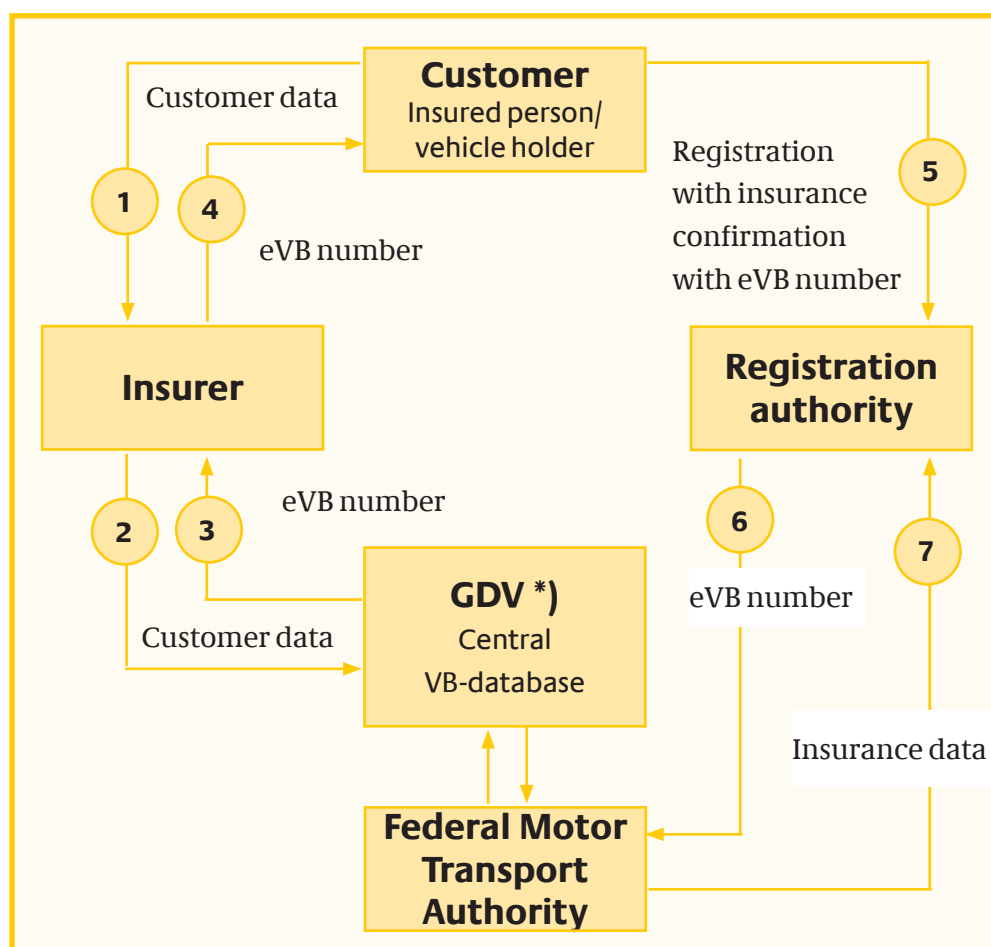 Customer
Insured person/
vehicle holder
Customer data
1
4
eVB number
Registration
with insurance
confirmation
with eVB number
5
Insurer
Registration
authority
2
3
eVB number
6
7
eVB number
GDV *)
Central
VB-database
Customer data
Insurance data
Federal Motor
Transport
Authority